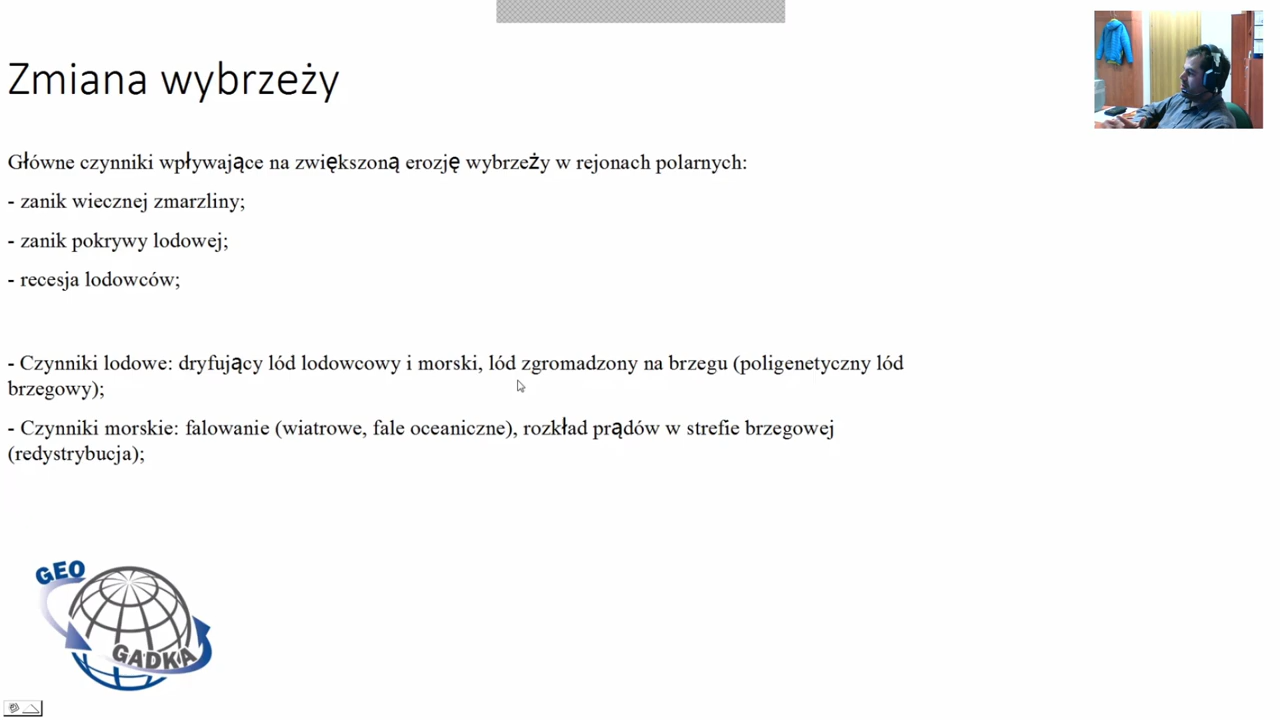 Zmiana wybrzeży
Główne czynniki wpływające na zwiększoną erozję wybrzeży w rejonach polarnych:
- zanik wiecznej zmarzliny;
- zanik pokrywy lodowej;
- recesja lodowców;
- Czynniki lodowe: dryfujący lód lodowcowy i morski, lód zgromadzony na brzegu (poligenetyczny lód
brzegowy);
- Czynniki morskie: falowanie (wiatrowe, fale oceaniczne), rozkład prądów w strefie brzegowej
(redystrybucja);
GEO
GADKA